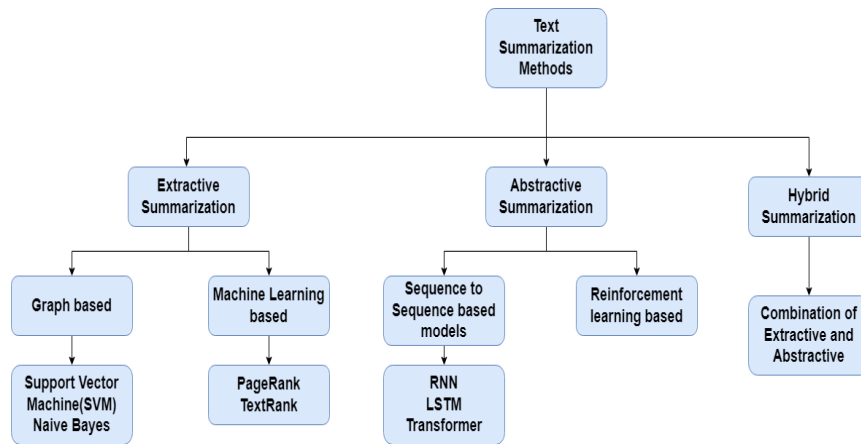 Text
Summarization
Methods
Extractive
Summarization
Abstractive
Summarization
Hybrid
Summarization
Graph based
Machine Learning
based
Sequence to
Sequence based
models
Reinforcement
learning based
Combination of
Extractive and
Abstractive
Support Vector
Machine(SVM)
Naive Bayes
PageRank
TextRank
RNN
LSTM
Transformer